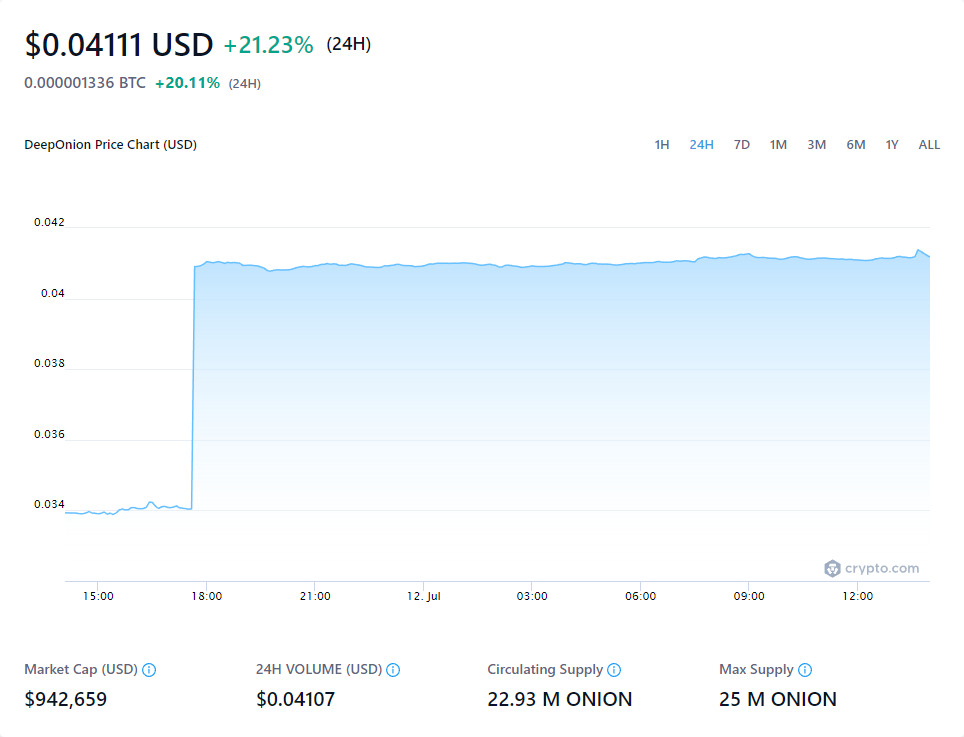 $0.04111 USD +21.23% (24H)
0.000001336 BTC +20.11% (24H)
DeepOnion Price Chart (USD) 1H 24H 7D 1M 3M 6M 1Y ALL
0.042
0.04
0.038
0.036
0.034
crypto.com
15:00 18:00 21:00 12. Jul 03:00 06:00 09:00 12:00
Market Cap (USD) 24H VOLUME (USD) Circulating Supply Max Supply
$942,659 $0.04107 22.93 M ONION 25 M ONION